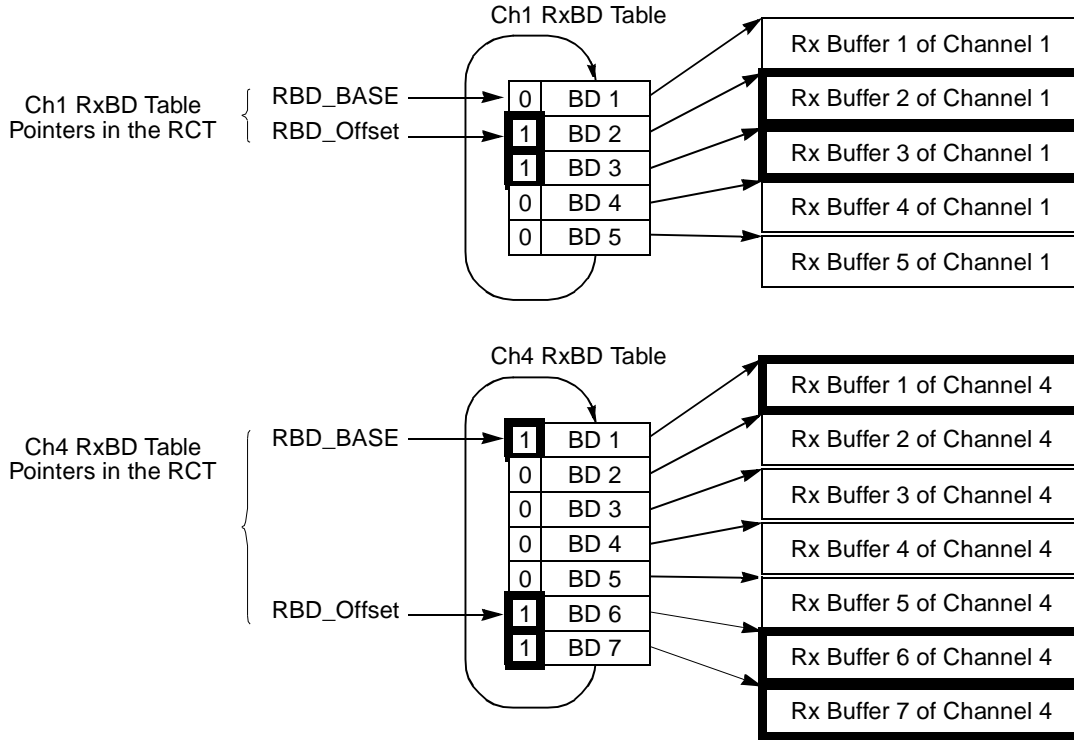 Ch1 RxBD Table
Ch1 RxBD Table
Pointers in the RCT
RBD_BASE
RBD_Offset
0 BD 1
1 BD 2
1 BD 3
0 BD 4
0 BD 5
Rx Buffer 1 of Channel 1
Rx Buffer 2 of Channel 1
Rx Buffer 3 of Channel 1
Rx Buffer 4 of Channel 1
Rx Buffer 5 of Channel 1
Ch4 RxBD Table
Ch4 RxBD Table
Pointers in the RCT
RBD_BASE
RBD_Offset
1 BD 1
0 BD 2
0 BD 3
0 BD 4
0 BD 5
1 BD 6
1 BD 7
Rx Buffer 1 of Channel 4
Rx Buffer 2 of Channel 4
Rx Buffer 3 of Channel 4
Rx Buffer 4 of Channel 4
Rx Buffer 5 of Channel 4
Rx Buffer 6 of Channel 4
Rx Buffer 7 of Channel 4